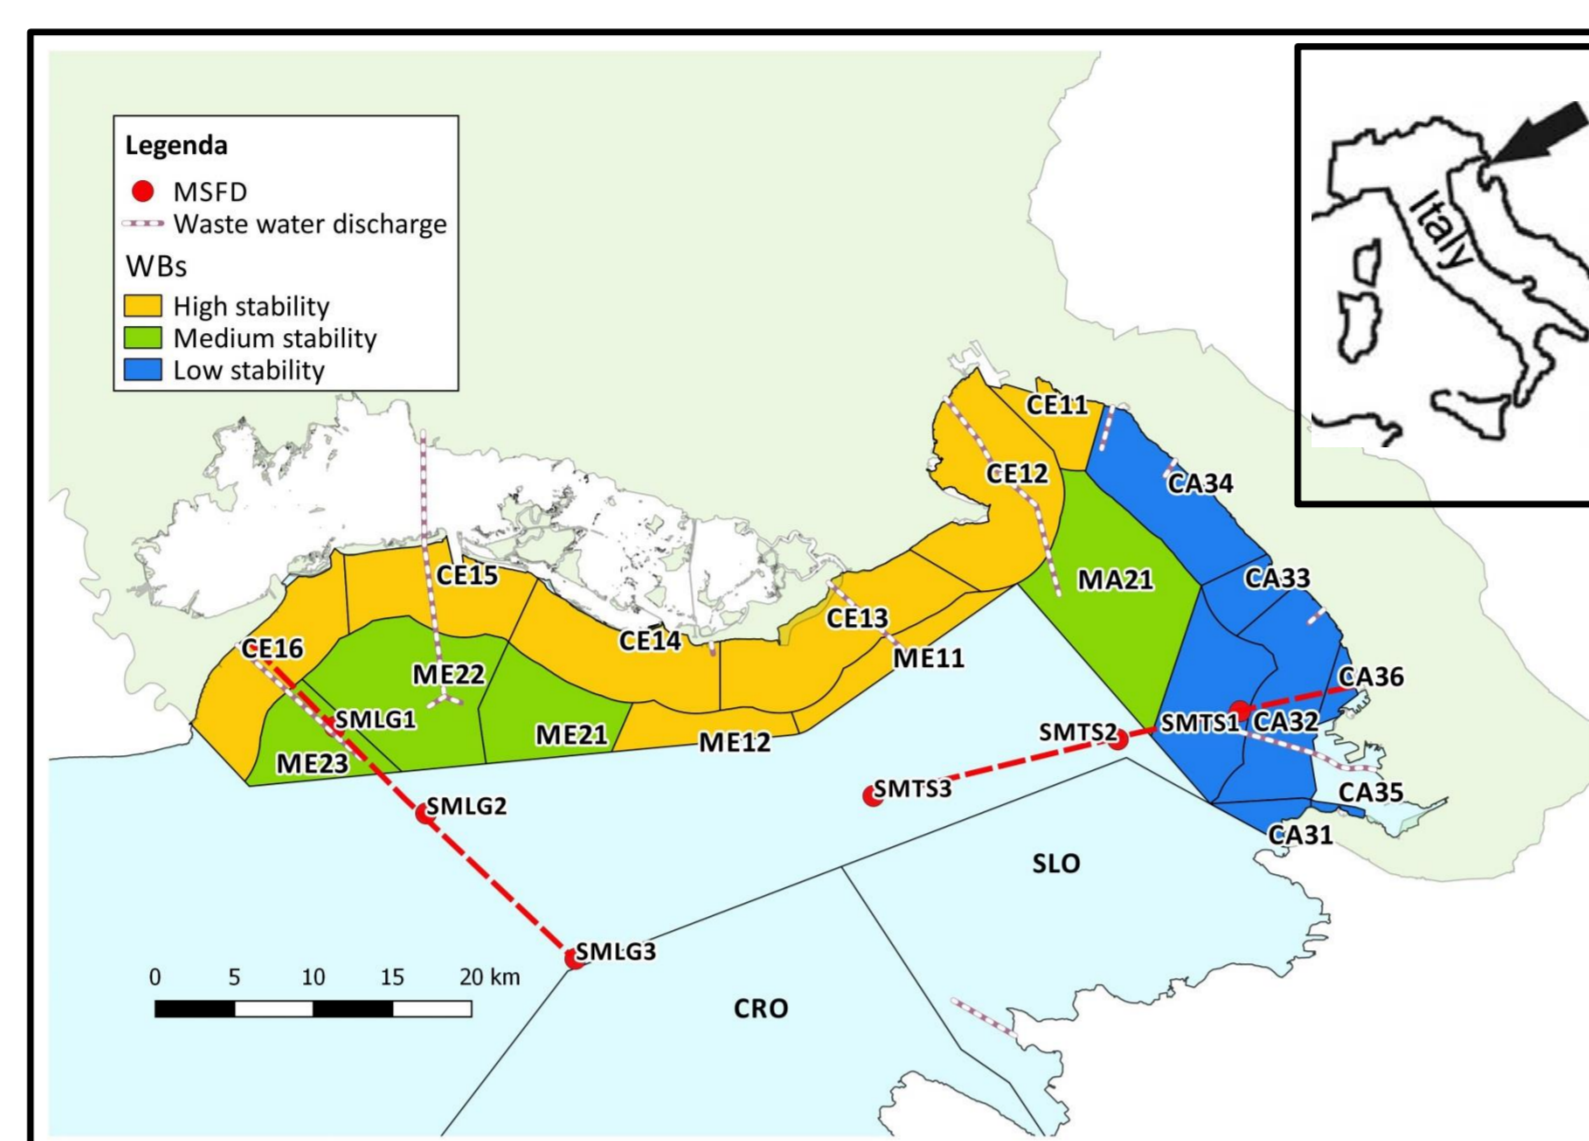 Legenda
MSFD
Waste water discharge
WBs
High stability
Medium stability
Low stability
Italy
CE11
CE12
CA34
CE15
MA21
CA33
CE13
CE14
CE16
ME11
ME22
CA36
SMLG1
SMTS1
CA32
SMTS2
ME21
ME12
ME23
SMTS3
CA35
SMLG2
CA31
SLO
SMLG3
0 5 10 15 20 km
CRO